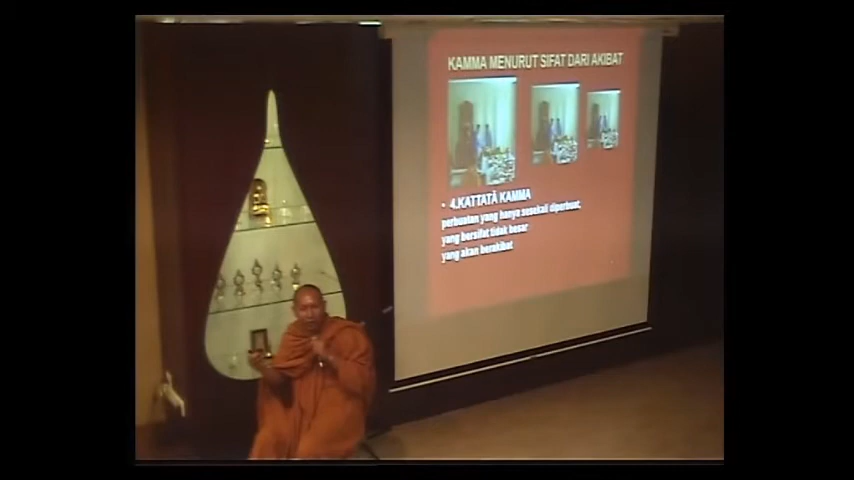 KAMMA MENURUT SIFAT DARI AKIBAT
• 4.KATTATĀ KAMMA
perbuatan yang hanya sesekali diperbuat,
yang bersifat tidak besar
yang akan berakibat